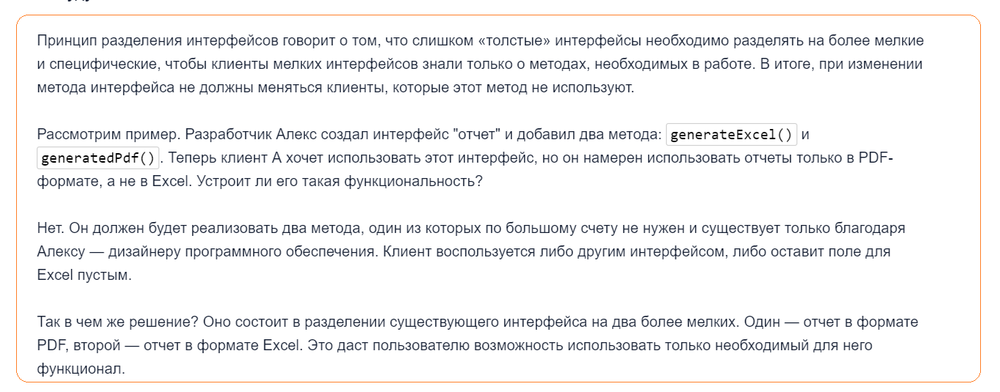 Принцип разделения интерфейсов говорит о том, что слишком «толстые» интерфейсы необходимо разделять на более мелкие
и специфические, чтобы клиенты мелких интерфейсов знали только о методах, необходимых в работе. В итоге, при изменении
метода интерфейса не должны меняться клиенты, которые этот метод не используют.
Рассмотрим пример. Разработчик Алекс создал интерфейс "отчет" и добавил два метода: generateExcel() и
generatedPdf(). Теперь клиент А хочет использовать этот интерфейс, но он намерен использовать отчеты только в PDF-
формате, а не в Excel. Устроит ли его такая функциональность?
Нет. Он должен будет реализовать два метода, один из которых по большому счету не нужен и существует только благодаря
Алексу — дизайнеру программного обеспечения. Клиент воспользуется либо другим интерфейсом, либо оставит поле для
Excel пустым.
Так в чем же решение? Оно состоит в разделении существующего интерфейса на два более мелких. Один — отчет в формате
PDF, второй — отчет в формате Excel. Это даст пользователю возможность использовать только необходимый для него
функционал.